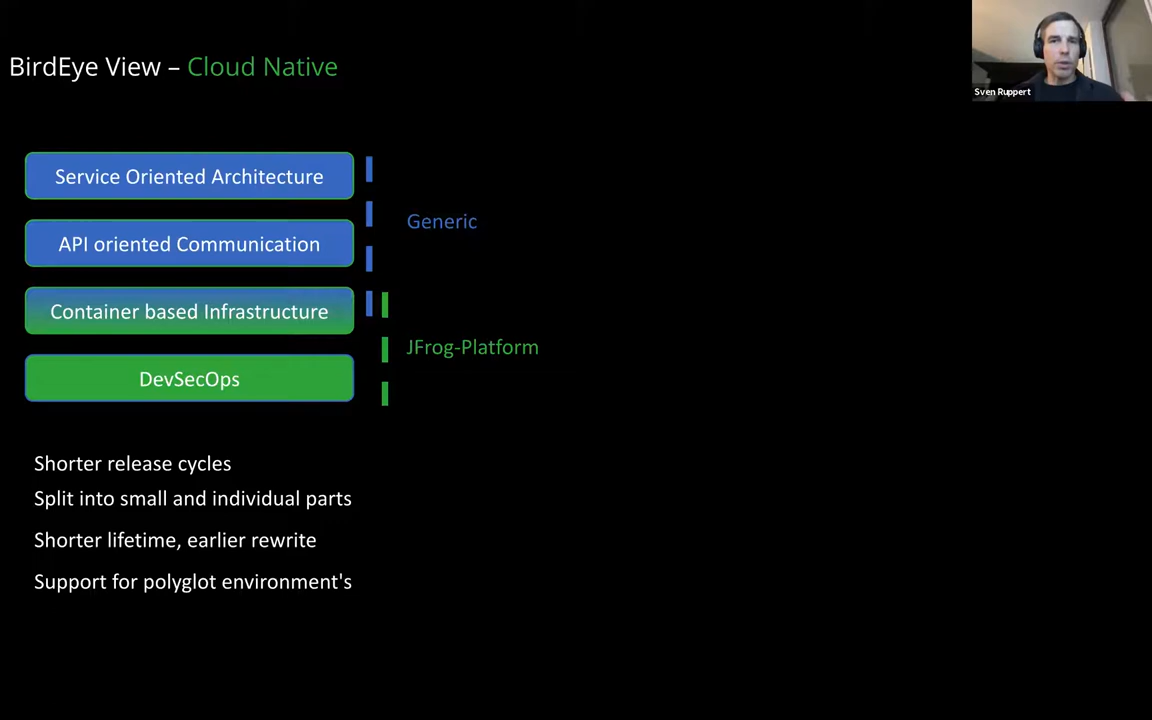 BirdEye View – Cloud Native
Sven Ruppert
Service Oriented Architecture
API oriented Communication
Generic
Container based Infrastructure
JFrog-Platform
DevSecOps
Shorter release cycles
Split into small and individual parts
Shorter lifetime, earlier rewrite
Support for polyglot environment's